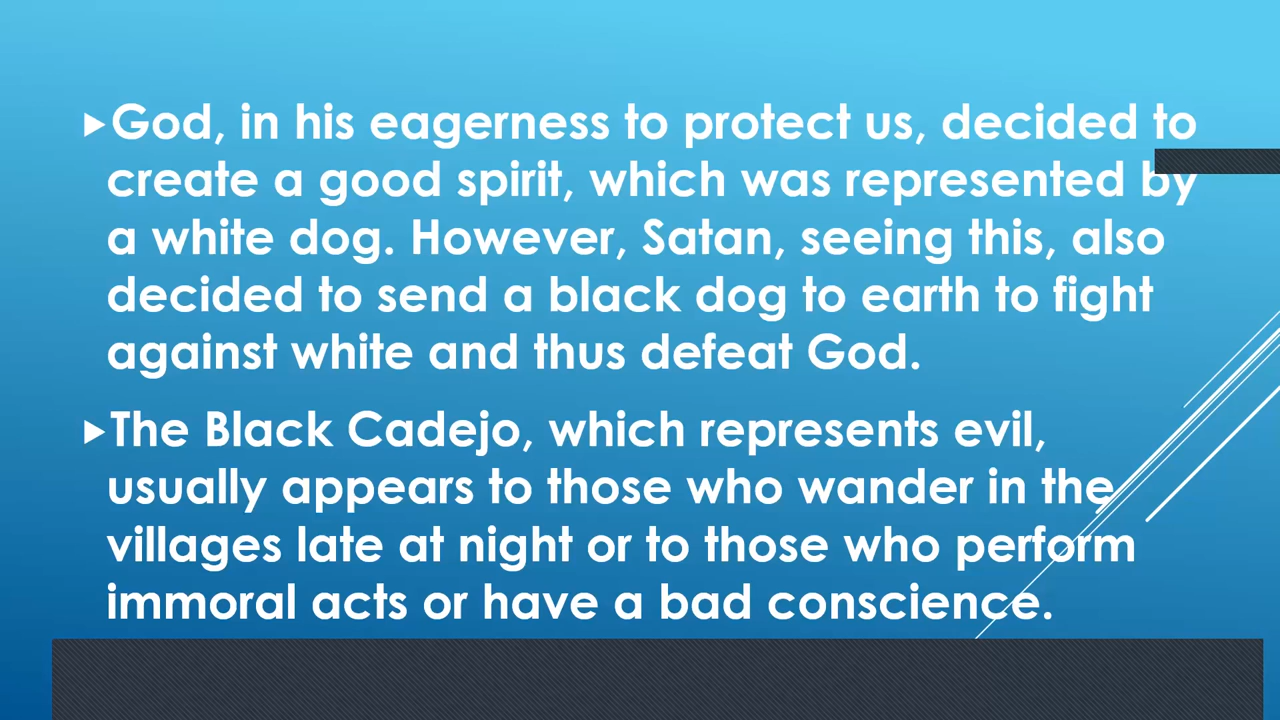 God, in his eagerness to protect us, decided to
create a good spirit, which was represented by
a white dog. However, Satan, seeing this, also
decided to send a black dog to earth to fight
against white and thus defeat God.
The Black Cadejo, which represents evil,
usually appears to those who wander in the
villages late at night or to those who perform
immoral acts or have a bad conscience.